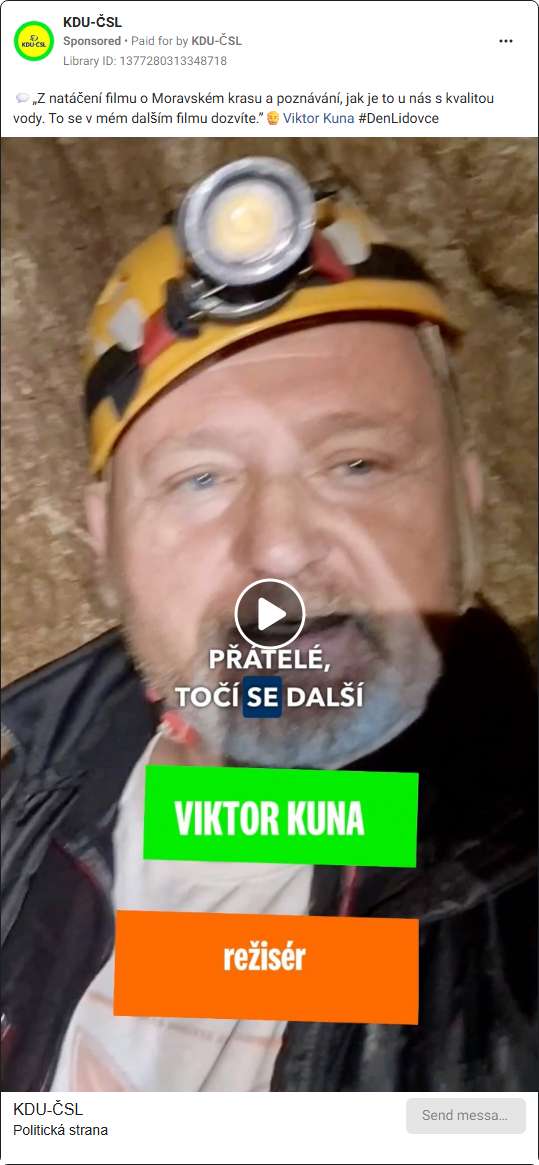 KDU-ČSL
Sponsored • Paid for by KDU-ČSL
Library ID: 1377280313348718
KDU-ČSL
💬„Z natáčení filmu o Moravském krasu a poznávání, jak je to u nás s kvalitou
vody. To se v mém dalším filmu dozvíte.” Viktor Kuna #DenLidovce
PŘÁTELÉ,
TOČÍ SE DALŠÍ
VIKTOR KUNA
režisér
KDU-ČSL
Politická strana
Send messa...